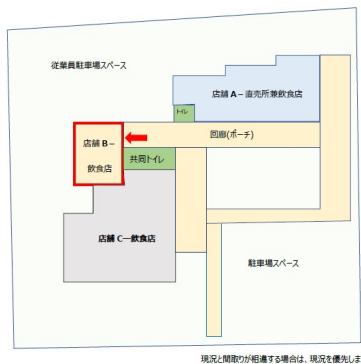 従業員駐車場スペース
店舗 A – 直売所兼飲食店
トイレ
回廊(ポーチ)
店舗 B –
飲食店
共同トイレ
店舗 C–飲食店
駐車場スペース
現況と間取りが相違する場合は、現況を優先しま